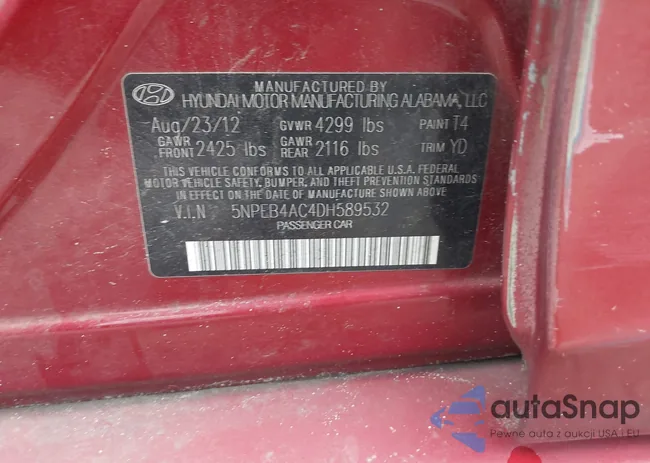 MANUFACTURED BY
HYUNDAI MOTOR MANUFACTURING ALABAMA, LLC
Aug/23/12 GVWR 4299 lbs PAINT T4
GAWR FRONT 2425 lbs GAWR REAR 2116 lbs TRIM YD
THIS VEHICLE CONFORMS TO ALL APPLICABLE U.S.A. FEDERAL
MOTOR VEHICLE SAFETY, BUMPER, AND THEFT PREVENTION STANDARDS
IN EFFECT ON THE DATE OF MANUFACTURE SHOWN ABOVE.
V.I.N 5NPEB4AC4DH589532
PASSENGER CAR
autaSnap
Pewne auta z aukcji USA i EU